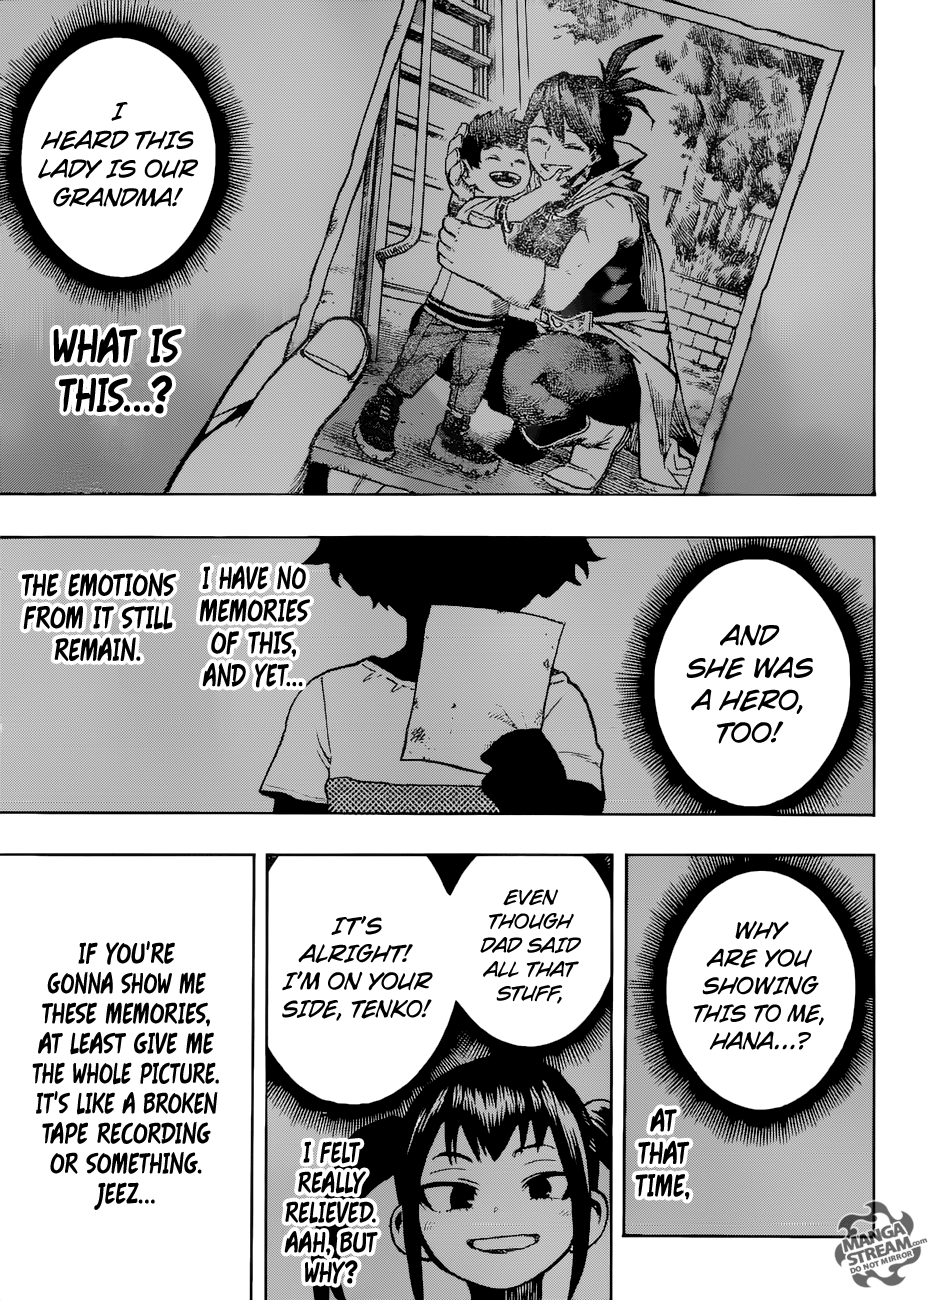 I
HEARD THIS
LADY IS OUR
GRANDMA!
WHAT IS
THIS...?
AND
SHE WAS
A HERO,
TOO!
I HAVE NO
MEMORIES
OF THIS,
AND YET...
THE EMOTIONS
FROM IT STILL
REMAIN.
WHY
ARE YOU
SHOWING
THIS TO ME,
HANA...?
AT
THAT
TIME,
EVEN
THOUGH
DAD SAID
ALL THAT
STUFF,
IT'S
ALRIGHT!
I'M ON YOUR
SIDE, TENKO!
I FELT
REALLY
RELIEVED.
AAH, BUT
WHY?
IF YOU'RE
GONNA SHOW ME
THESE MEMORIES,
AT LEAST GIVE ME
THE WHOLE PICTURE.
IT'S LIKE A BROKEN
TAPE RECORDING
OR SOMETHING.
JEEZ...
MANGA
STREAM.com
DO NOT MIRROR